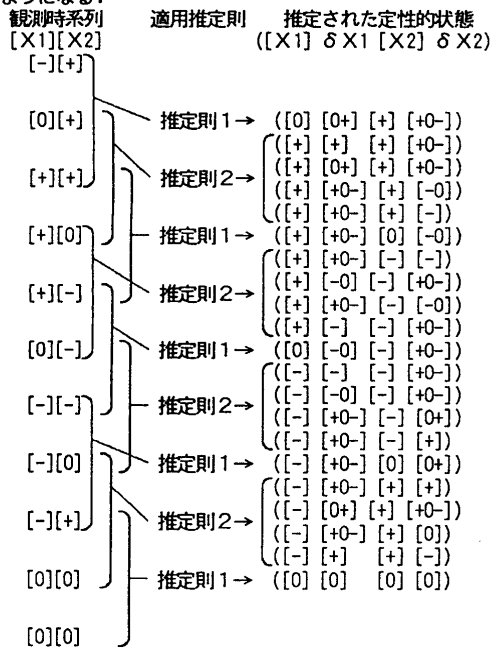 ようになる．
観測時系列 適用推定則 推定された定性的状態
[X1][X2] ([X1] δX1 [X2] δX2)
[-][+]
[0][+] 推定則1→ ([0] [0+] [+] [+0-])
([+] [+] [+] [+0-])
([+] [0+] [+] [+0-])
[+][+] 推定則2→ ([+] [+0-] [+] [-0])
([+] [+0-] [+] [-])
[+][0] 推定則1→ ([+] [+0-] [0] [-0])
([+] [+0-] [-] [-])
([+] [-0] [-] [+0-])
[+][-] 推定則2→ ([+] [+0-] [-] [-0])
([+] [-] [-] [+0-])
[0][-] 推定則1→ ([0] [-0] [-] [+0-])
([-] [-] [-] [+0-])
([-] [-0] [-] [+0-])
[-][-] 推定則2→ ([-] [+0-] [-] [0+])
([-] [+0-] [-] [+])
[-][0] 推定則1→ ([-] [+0-] [0] [0+])
([-] [+0-] [+] [+])
([-] [0+] [+] [+0-])
[-][+] 推定則2→ ([-] [+0-] [+] [0])
([-] [+] [+] [-])
[0][0] 推定則1→ ([0] [0] [0] [0])
[0][0]